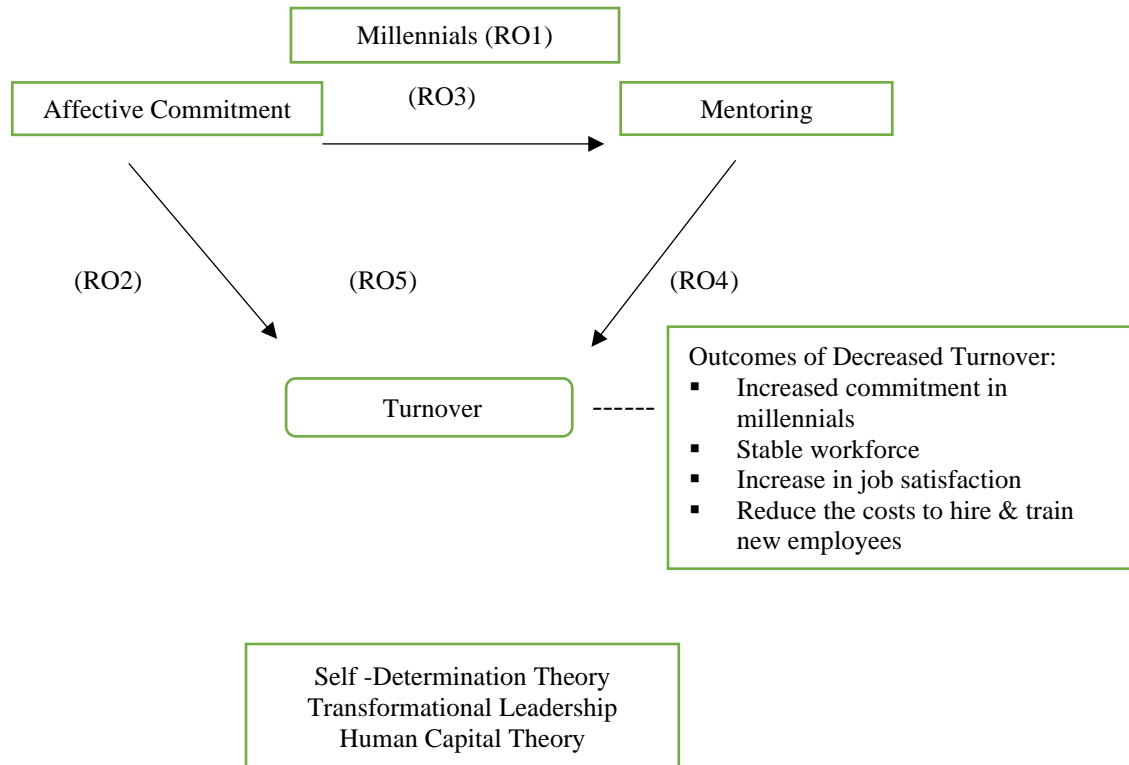 Millennials (RO1)
Affective Commitment
(RO3)
Mentoring
(RO2)
(RO5)
(RO4)
Turnover
Outcomes of Decreased Turnover:
▪ Increased commitment in
millennials
▪ Stable workforce
▪ Increase in job satisfaction
▪ Reduce the costs to hire & train
new employees
Self -Determination Theory
Transformational Leadership
Human Capital Theory